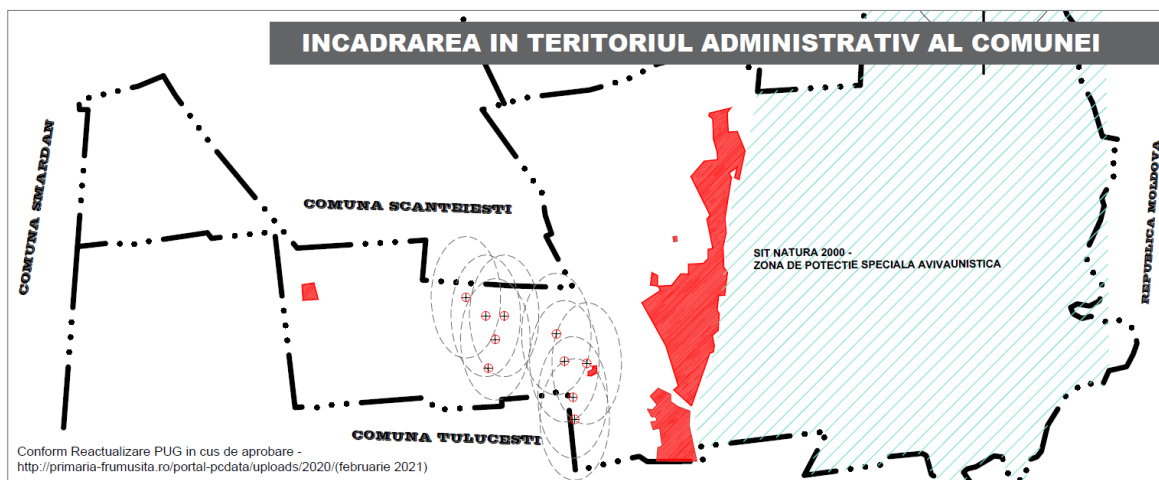 INCADRAREA IN TERITORIUL ADMINISTRATIV AL COMUNEI
COMUNA SMARDAN
COMUNA SCANTEIESTI
SIT NATURA 2000 -
ZONA DE POTECTIE SPECIALA AVIVAUNISTICA
REPUBLICA MOLDOVA
COMUNA TULUCESTI
Conform Reactualizare PUG in cus de aprobare -
http://primaria-frumusita.ro/portal-pcdata/uploads/2020/(februarie 2021)